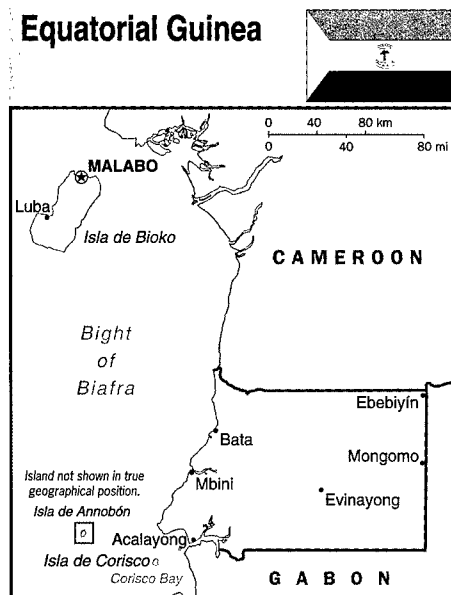 Equatorial Guinea
0 40 80 km
0 40 80 mi
MALABO
Luba
Isla de Bioko
CAMEROON
Bight
of
Biafra
Ebebiyín
Bata
Mongomo
Mbini
Evinayong
Island not shown in true
geographical position.
Isla de Annobón
Acalayong
Isla de Corisco
Corisco Bay
GABON